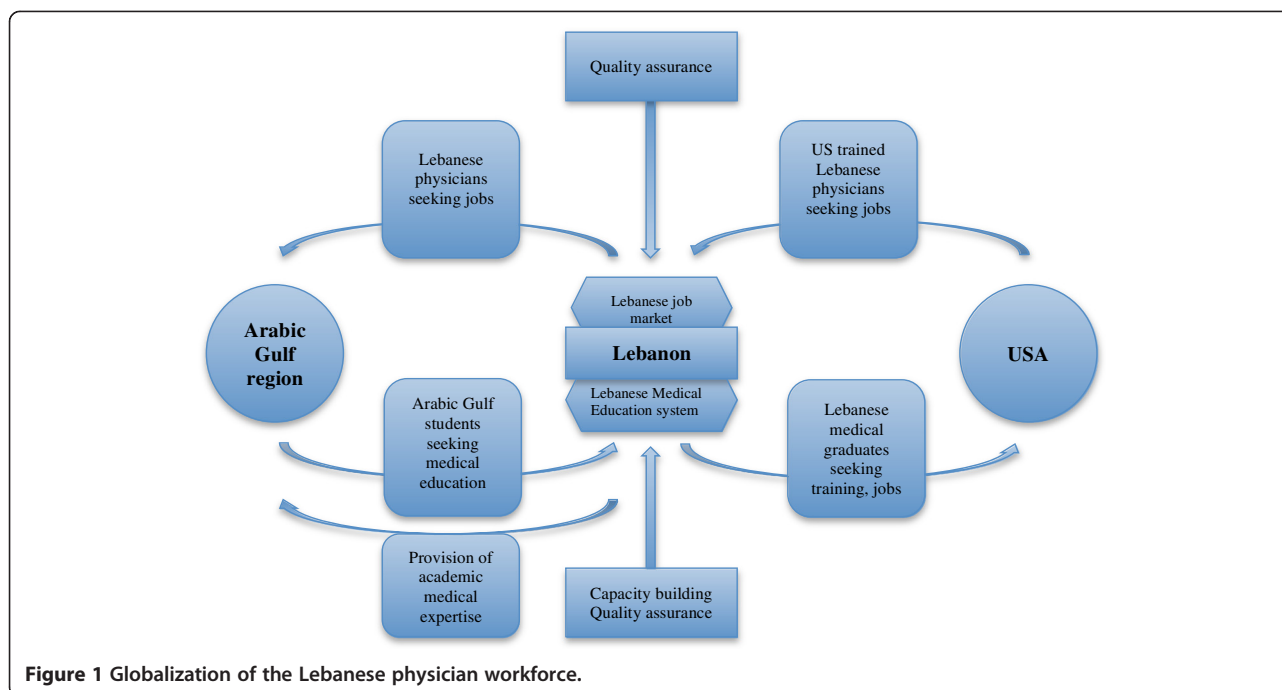 Quality assurance
Lebanese
physicians
seeking jobs
US trained
Lebanese
physicians
seeking jobs
Arabic
Gulf
region
Lebanese job
market
Lebanon
Lebanese Medical
Education system
USA
Arabic Gulf
students
seeking
medical
education
Lebanese
medical
graduates
seeking
training, jobs
Provision of
academic
medical
expertise
Capacity building
Quality assurance
Figure 1 Globalization of the Lebanese physician workforce.